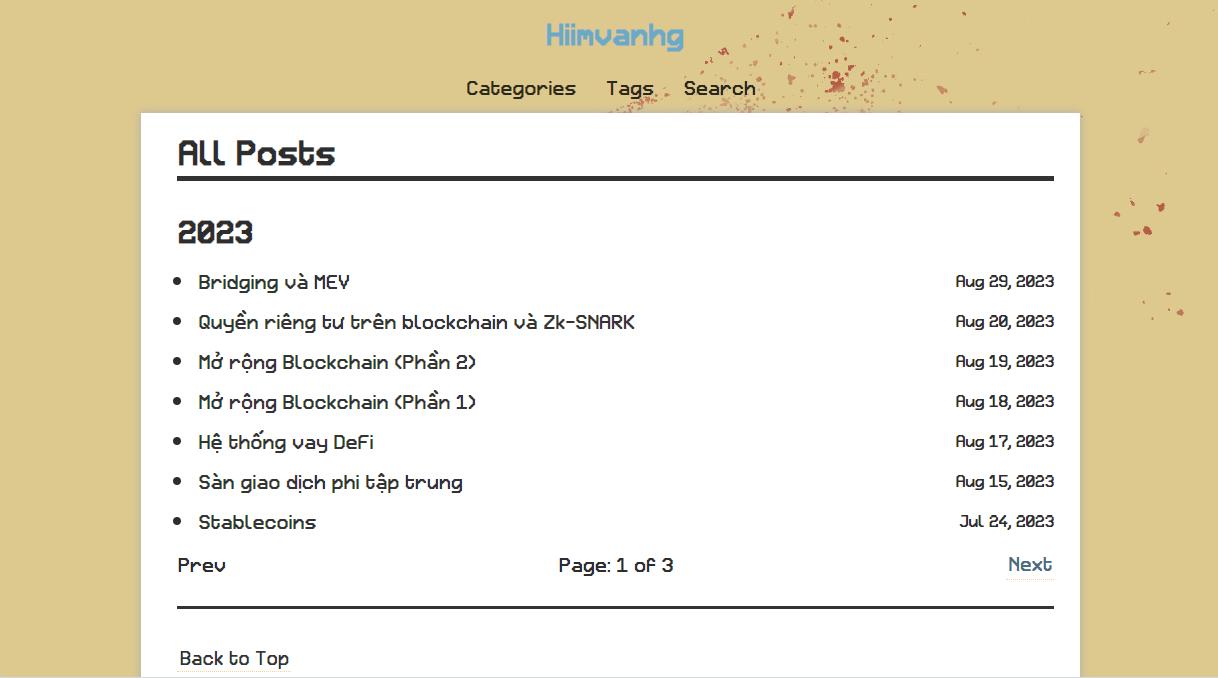 Hiimvanhg
Categories Tags Search
All Posts
2023
Bridging và MEV Aug 29, 2023
Quyền riêng tư trên blockchain và Zk-SNARK Aug 20, 2023
Mở rộng Blockchain (Phần 2) Aug 19, 2023
Mở rộng Blockchain (Phần 1) Aug 18, 2023
Hệ thống vay DeFi Aug 17, 2023
Sàn giao dịch phi tập trung Aug 15, 2023
Stablecoins Jul 24, 2023
Prev Page: 1 of 3 Next
Back to Top